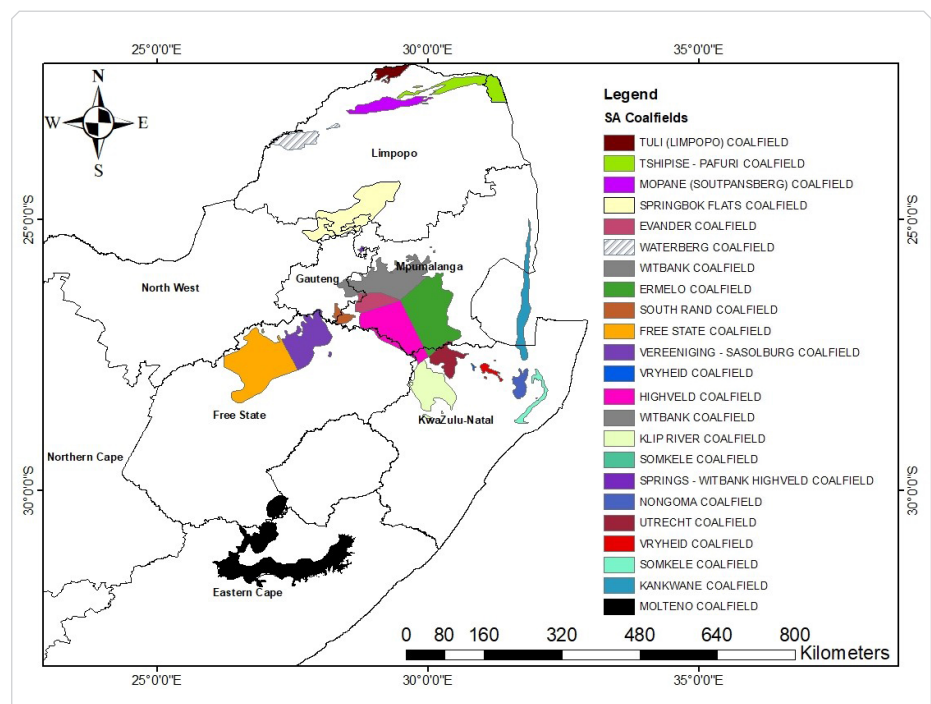 25°0'0"E 30°0'0"E 35°0'0"E
N
W E
S
25°0'0"S 25°0'0"S
30°0'0"S 30°0'0"S
Limpopo
Mpumalanga
Gauteng
North West
Free State
KwaZulu-Natal
Northern Cape
Eastern Cape
Legend
SA Coalfields
TULI (LIMPOPO) COALFIELD
TSHIPISE - PAFURI COALFIELD
MOPANE (SOUTPANSBERG) COALFIELD
SPRINGBOK FLATS COALFIELD
EVANDER COALFIELD
WATERBERG COALFIELD
WITBANK COALFIELD
ERMELO COALFIELD
SOUTH RAND COALFIELD
FREE STATE COALFIELD
VEREENIGING - SASOLBURG COALFIELD
VRYHEID COALFIELD
HIGHVELD COALFIELD
WITBANK COALFIELD
KLIP RIVER COALFIELD
SOMKELE COALFIELD
SPRINGS - WITBANK HIGHVELD COALFIELD
NONGOMA COALFIELD
UTRECHT COALFIELD
VRYHEID COALFIELD
SOMKELE COALFIELD
KANKWANE COALFIELD
MOLTENO COALFIELD
0 80 160 320 480 640 800
Kilometers
25°0'0"E 30°0'0"E 35°0'0"E